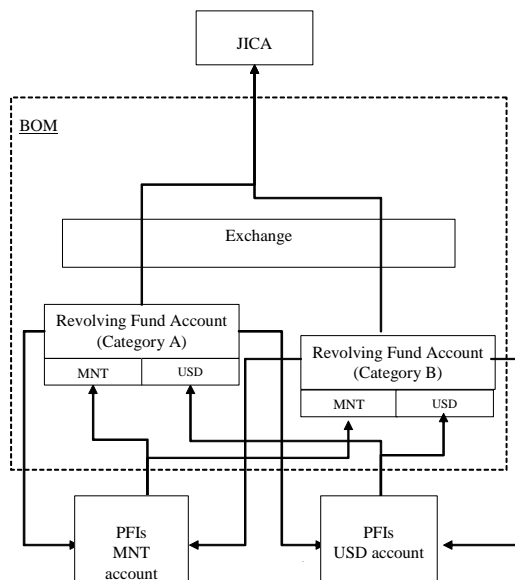 JICA
BOM
Exchange
Revolving Fund Account
(Category A)
MNT USD
Revolving Fund Account
(Category B)
MNT USD
PFIs
MNT
account
PFIs
USD account